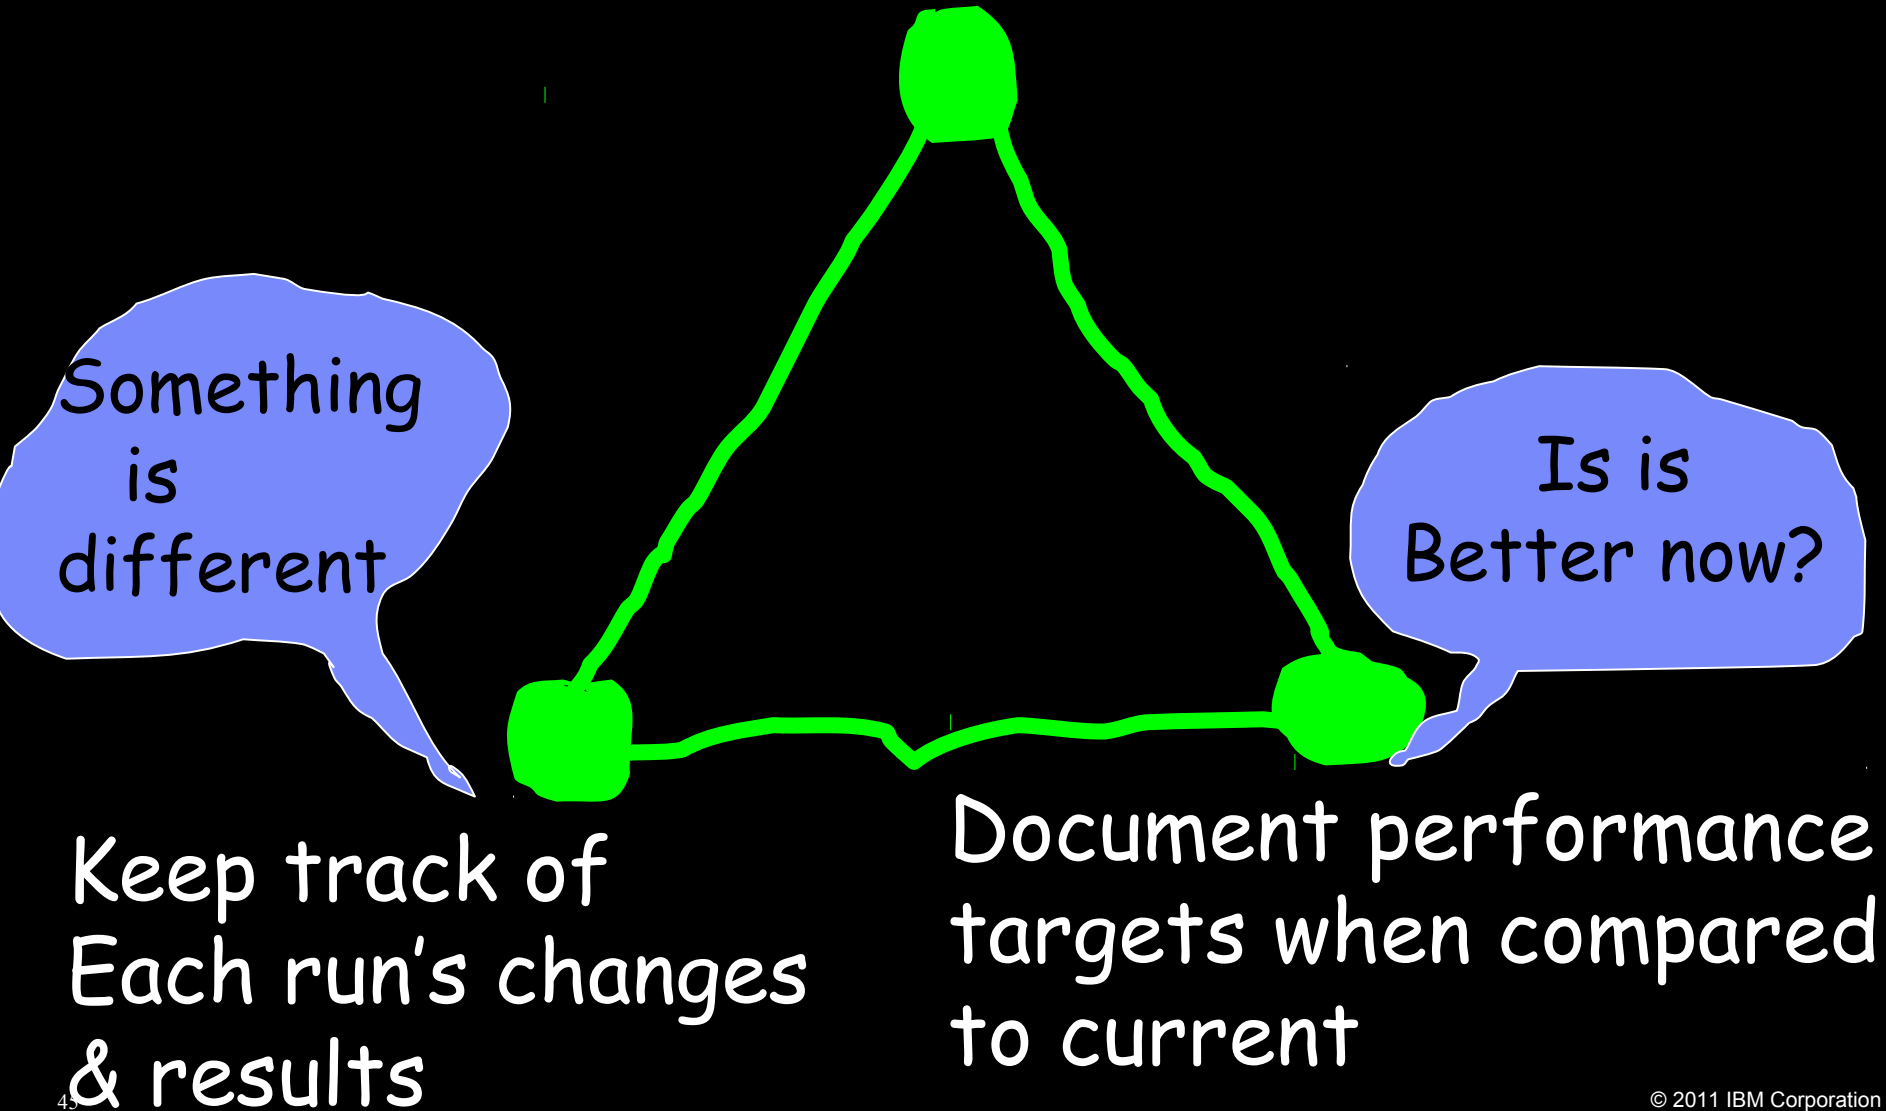 Something
is
different
Is is
Better now?
Keep track of
Each run's changes
& results
Document performance
targets when compared
to current
© 2011 IBM Corporation